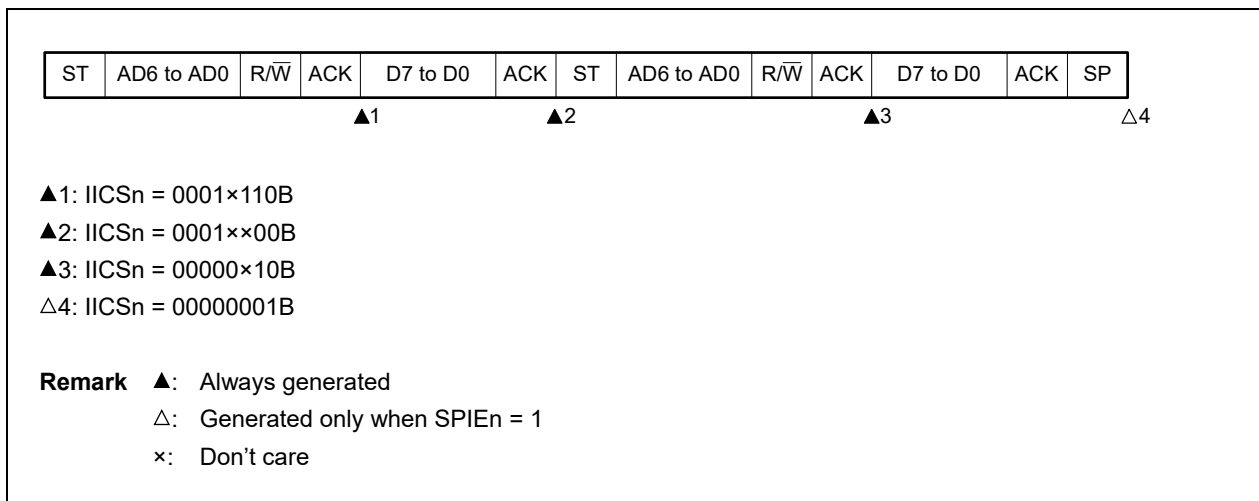 ST AD6 to AD0 R/W̅ ACK D7 to D0 ACK ST AD6 to AD0 R/W̅ ACK D7 to D0 ACK SP
▲1 ▲2 ▲3 △4
▲1: IICSn = 0001×110B
▲2: IICSn = 0001××00B
▲3: IICSn = 00000×10B
△4: IICSn = 00000001B
Remark ▲: Always generated
△: Generated only when SPIEn = 1
×: Don't care